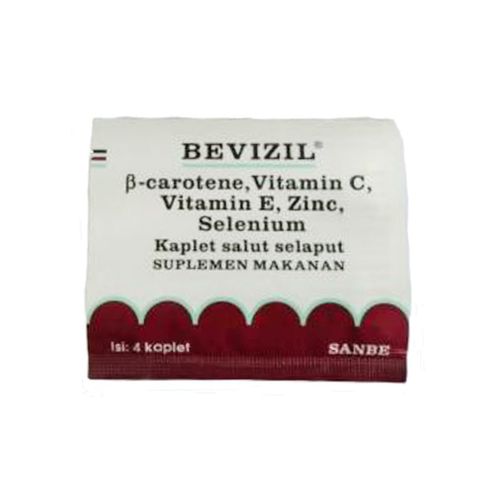 BEVIZIL®
β-carotene, Vitamin C,
Vitamin E, Zinc,
Selenium
Kaplet salut selaput
SUPLEMEN MAKANAN
Isi: 4 kaplet
SANBE